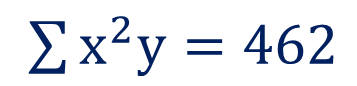 ∑ x²y = 462